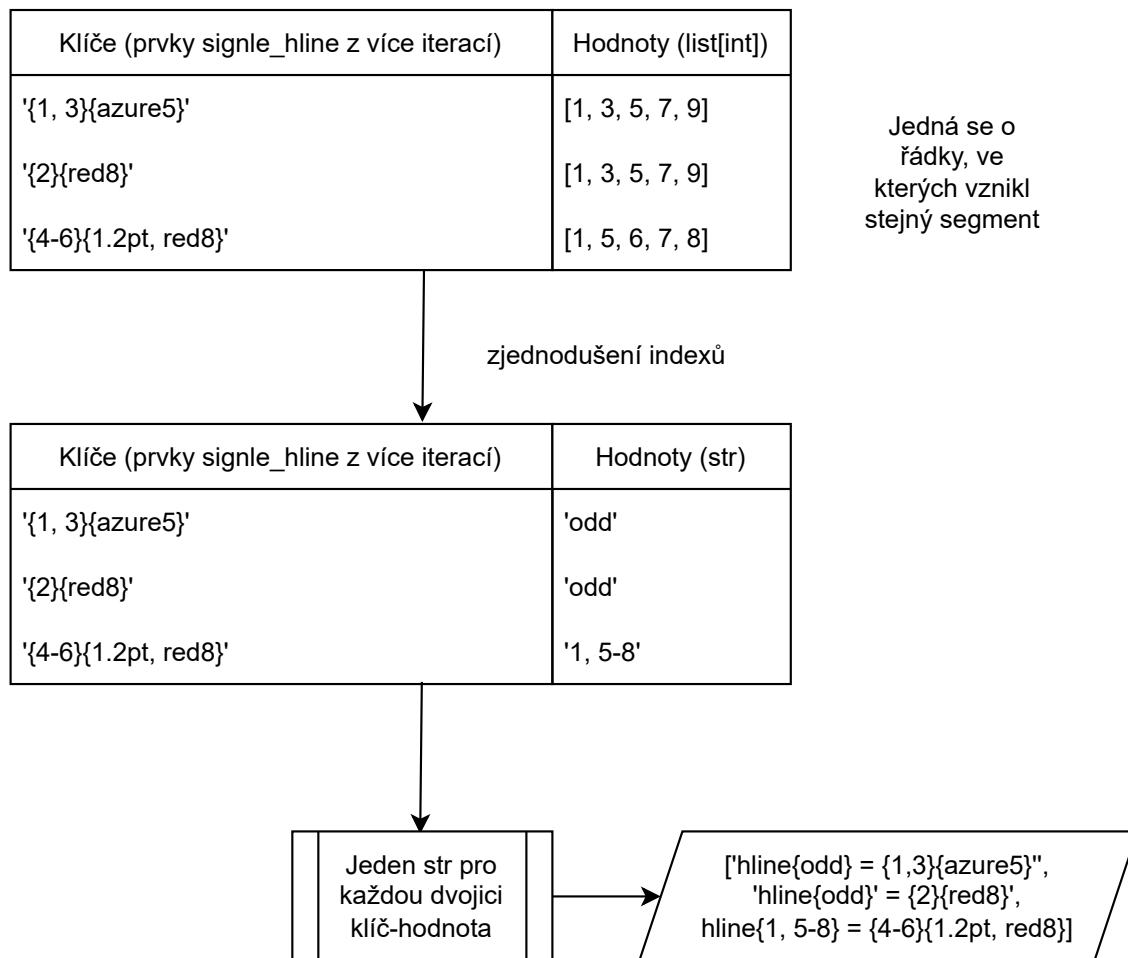 Klíče (prvky signle_hline z více iterací) Hodnoty (list[int])
'{1, 3}{azure5}' [1, 3, 5, 7, 9]
'{2}{red8}' [1, 3, 5, 7, 9]
'{4-6}{1.2pt, red8}' [1, 5, 6, 7, 8]
Jedná se o
řádky, ve
kterých vznikl
stejný segment
zjednodušení indexů
Klíče (prvky signle_hline z více iterací) Hodnoty (str)
'{1, 3}{azure5}' 'odd'
'{2}{red8}' 'odd'
'{4-6}{1.2pt, red8}' '1, 5-8'
Jeden str pro
každou dvojici
klíč-hodnota
['hline{odd} = {1,3}{azure5}'',
'hline{odd}' = {2}{red8}',
hline{1, 5-8} = {4-6}{1.2pt, red8}]